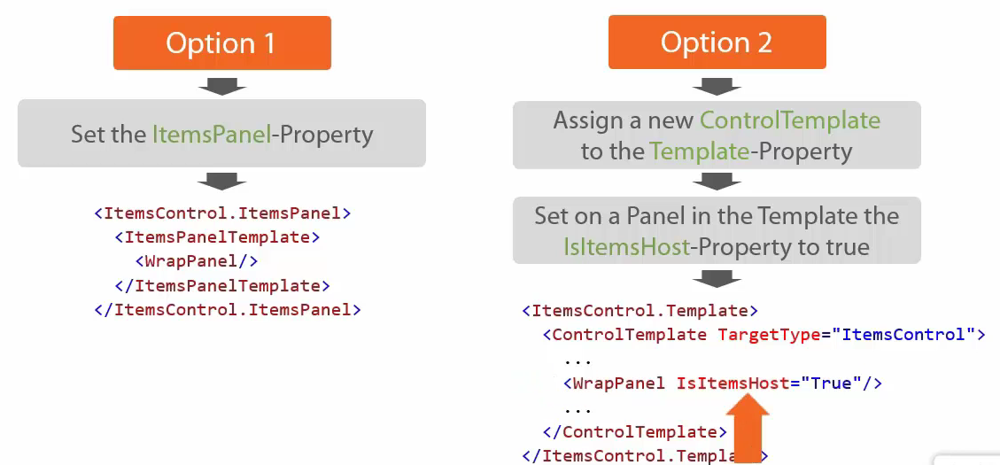 Option 1
Set the ItemsPanel-Property
<ItemsControl.ItemsPanel>
<ItemsPanelTemplate>
<WrapPanel/>
</ItemsPanelTemplate>
</ItemsControl.ItemsPanel>
Option 2
Assign a new ControlTemplate
to the Template-Property
Set on a Panel in the Template the
IsItemsHost-Property to true
<ItemsControl.Template>
<ControlTemplate TargetType="ItemsControl">
...
<WrapPanel IsItemsHost="True"/>
...
</ControlTemplate>
</ItemsControl.Templa >